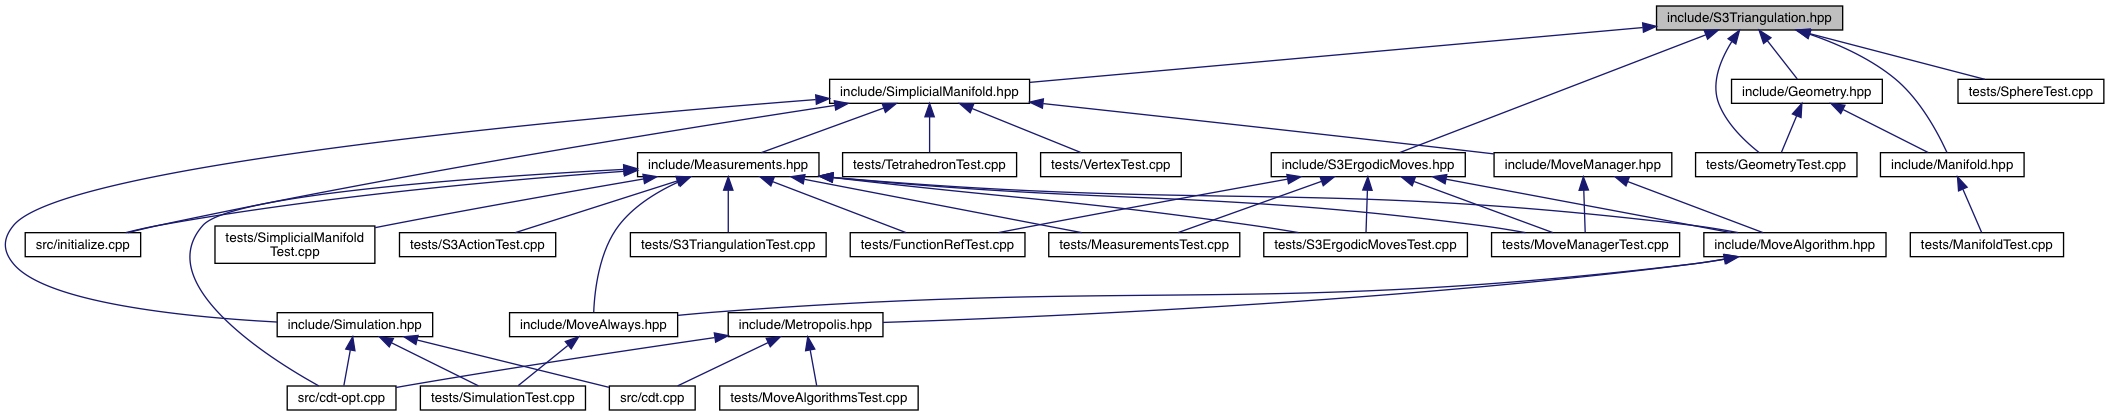 include/S3Triangulation.hpp
include/SimplicialManifold.hpp
include/Geometry.hpp
tests/SphereTest.cpp
include/Measurements.hpp
tests/TetrahedronTest.cpp
tests/VertexTest.cpp
include/S3ErgodicMoves.hpp
include/MoveManager.hpp
tests/GeometryTest.cpp
include/Manifold.hpp
src/initialize.cpp
tests/SimplicialManifold
Test.cpp
tests/S3ActionTest.cpp
tests/S3TriangulationTest.cpp
tests/FunctionRefTest.cpp
tests/MeasurementsTest.cpp
tests/S3ErgodicMovesTest.cpp
tests/MoveManagerTest.cpp
include/MoveAlgorithm.hpp
tests/ManifoldTest.cpp
include/Simulation.hpp
include/MoveAlways.hpp
include/Metropolis.hpp
src/cdt-opt.cpp
tests/SimulationTest.cpp
src/cdt.cpp
tests/MoveAlgorithmsTest.cpp